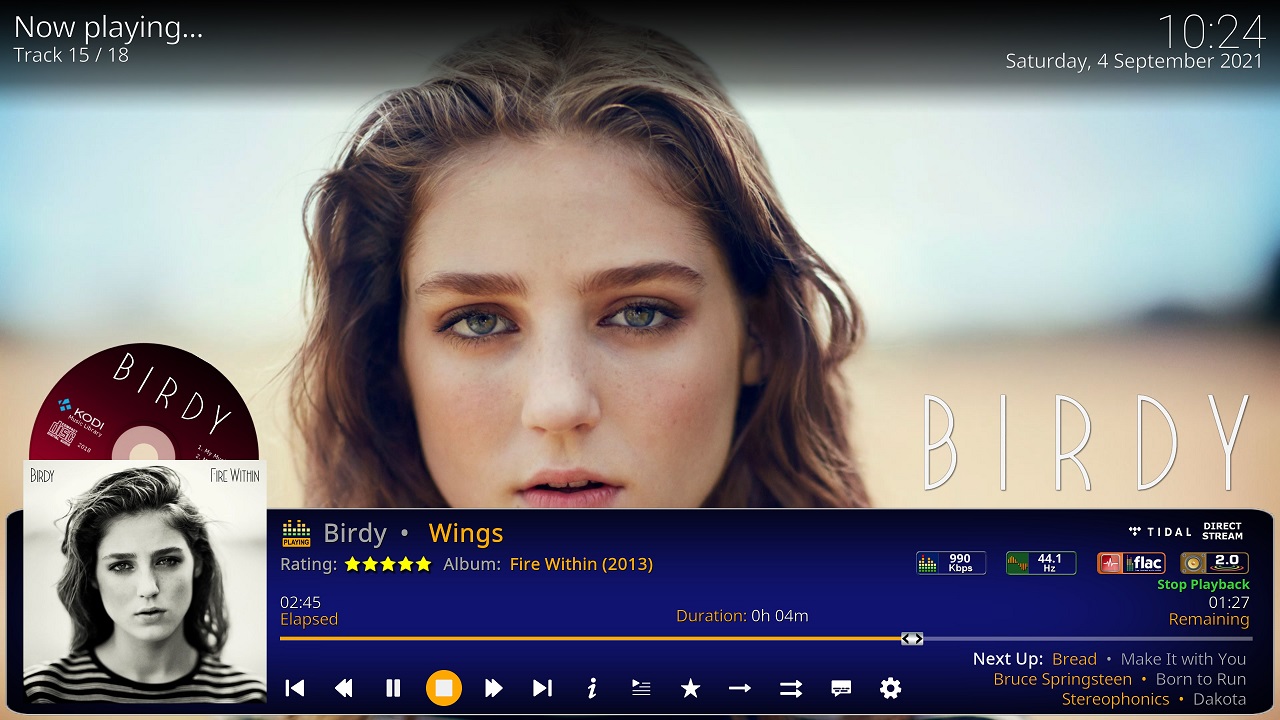 Now playing...
Track 15 / 18
10:24
Saturday, 4 September 2021
BIRDY
KODI
Music Library
2018
BIRDY
BIRDY FIRE WITHIN
PLAYING
Birdy • Wings
TIDAL DIRECT STREAM
Rating: Album: Fire Within (2013)
990 Kbps
44.1 Hz
flac
2.0
Stop Playback
02:45
Elapsed
Duration: 0h 04m
01:27
Remaining
Next Up: Bread • Make It with You
Bruce Springsteen • Born to Run
Stereophonics • Dakota